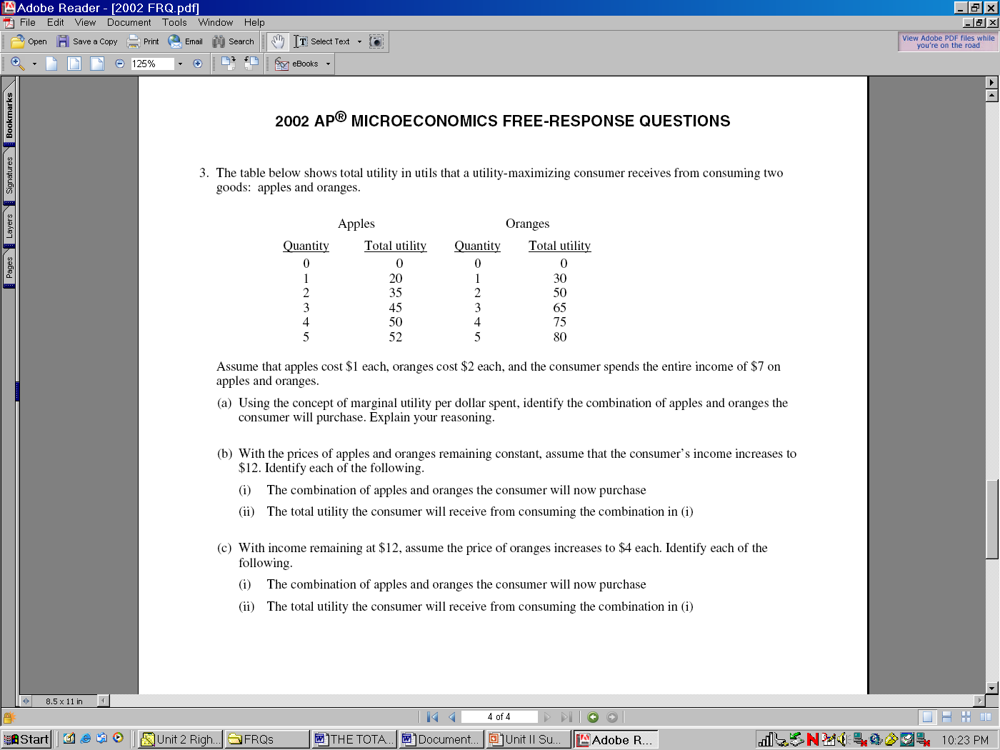 Adobe Reader - [2002 FRQ.pdf]
File Edit View Document Tools Window Help
Open Save a Copy Print Email Search Select Text
View Adobe PDF files while
you're on the road
125% eBooks
Bookmarks
Signatures
Layers
Pages
2002 AP® MICROECONOMICS FREE-RESPONSE QUESTIONS
3. The table below shows total utility in utils that a utility-maximizing consumer receives from consuming two
goods: apples and oranges.
Apples Oranges
Quantity Total utility Quantity Total utility
0 0 0 0
1 20 1 30
2 35 2 50
3 45 3 65
4 50 4 75
5 52 5 80
Assume that apples cost $1 each, oranges cost $2 each, and the consumer spends the entire income of $7 on
apples and oranges.
(a) Using the concept of marginal utility per dollar spent, identify the combination of apples and oranges the
consumer will purchase. Explain your reasoning.
(b) With the prices of apples and oranges remaining constant, assume that the consumer's income increases to
$12. Identify each of the following.
(i) The combination of apples and oranges the consumer will now purchase
(ii) The total utility the consumer will receive from consuming the combination in (i)
(c) With income remaining at $12, assume the price of oranges increases to $4 each. Identify each of the
following.
(i) The combination of apples and oranges the consumer will now purchase
(ii) The total utility the consumer will receive from consuming the combination in (i)
8.5 x 11 in
4 of 4
Start Unit 2 Righ... FRQs THE TOTA... Document... Unit II Su... Adobe R... 10:23 PM